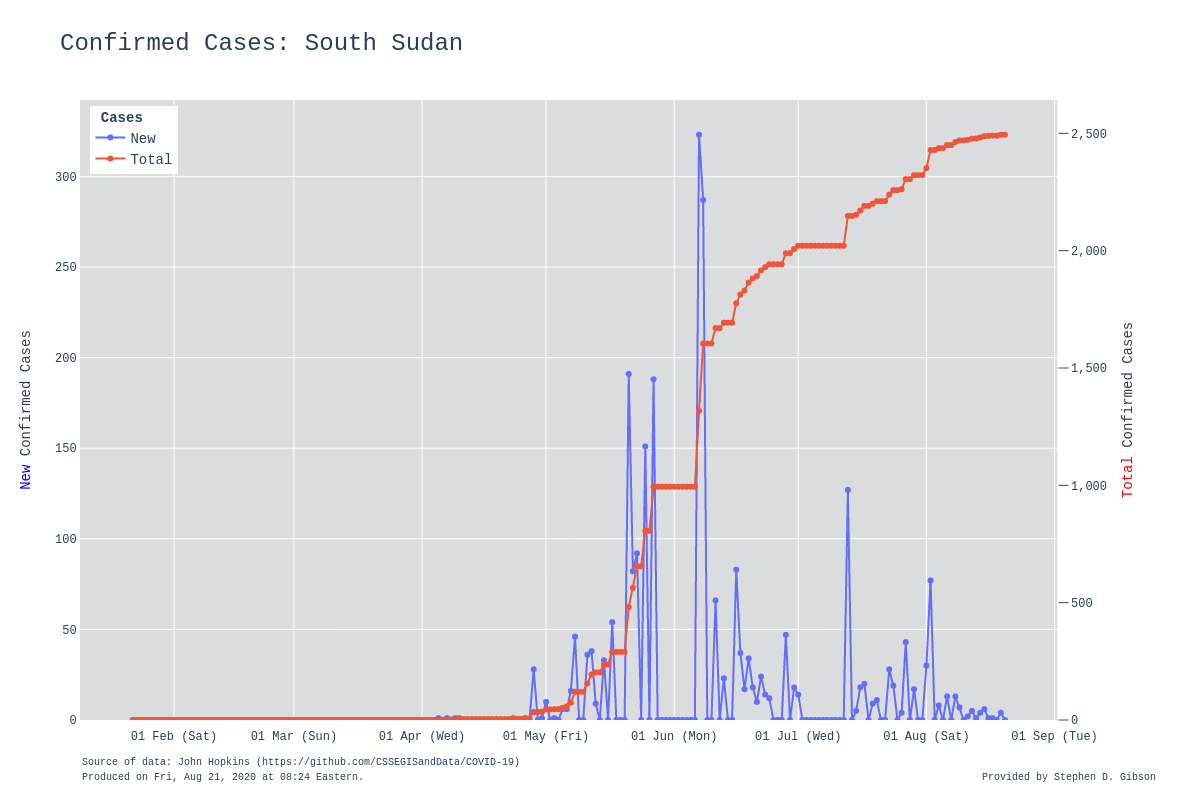 Confirmed Cases: South Sudan
Cases
New
Total
300
250
200
150
100
50
0
2,500
2,000
1,500
1,000
500
0
New Confirmed Cases
Total Confirmed Cases
01 Feb (Sat)
01 Mar (Sun)
01 Apr (Wed)
01 May (Fri)
01 Jun (Mon)
01 Jul (Wed)
01 Aug (Sat)
01 Sep (Tue)
Source of data: John Hopkins (https://github.com/CSSEGISandData/COVID-19)
Produced on Fri, Aug 21, 2020 at 08:24 Eastern.
Provided by Stephen D. Gibson